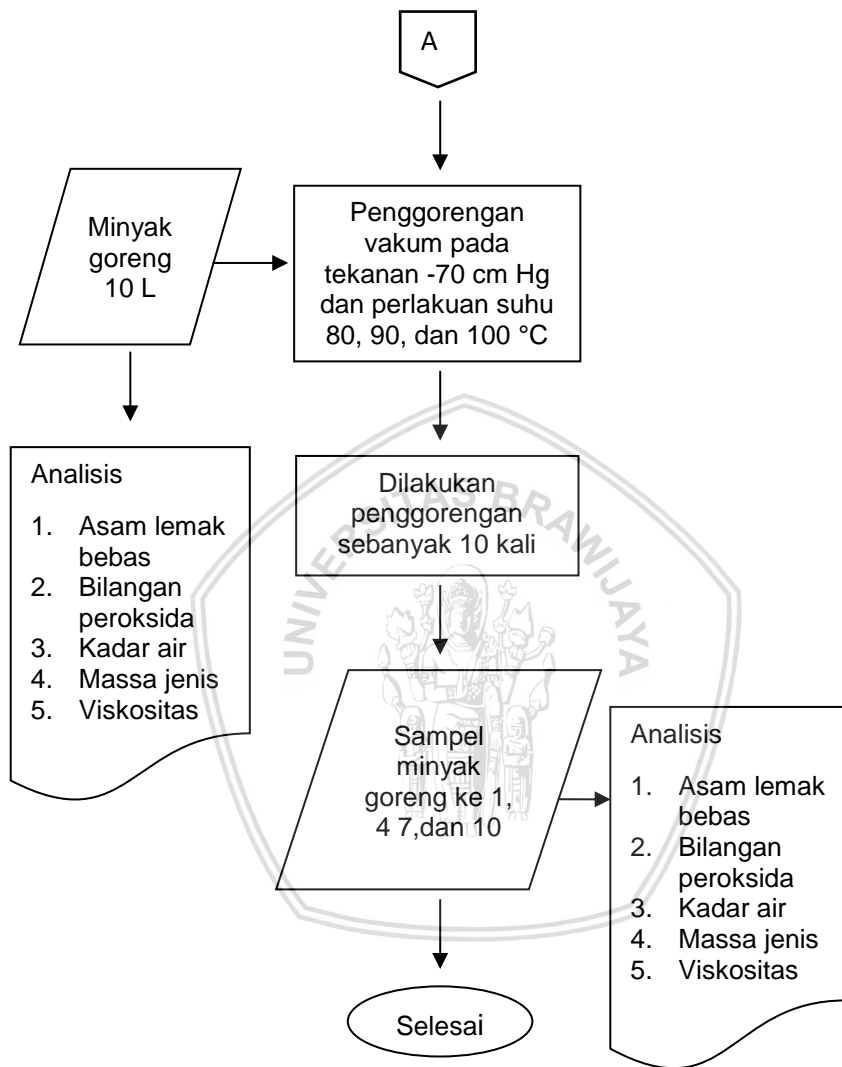 A
Minyak
goreng
10 L
Penggorengan
vakum pada
tekanan -70 cm Hg
dan perlakuan suhu
80, 90, dan 100 °C
Analisis
1. Asam lemak
bebas
2. Bilangan
peroksida
3. Kadar air
4. Massa jenis
5. Viskositas
Dilakukan
penggorengan
sebanyak 10 kali
UNIVERSITAS BRAWIJAYA
Sampel
minyak
goreng ke 1,
4 7,dan 10
Analisis
1. Asam lemak
bebas
2. Bilangan
peroksida
3. Kadar air
4. Massa jenis
5. Viskositas
Selesai